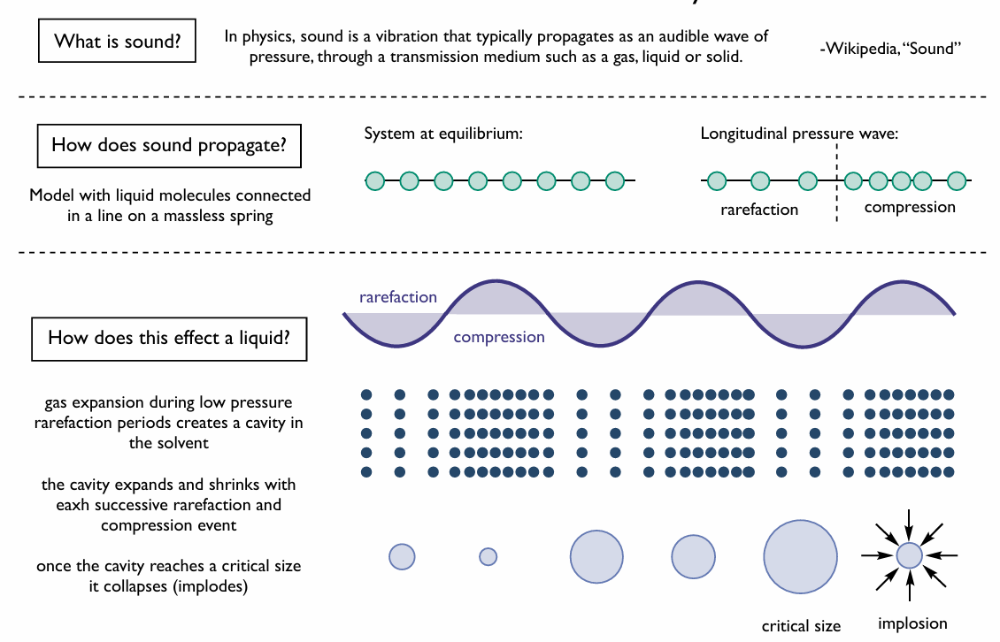 What is sound?
In physics, sound is a vibration that typically propagates as an audible wave of
pressure, through a transmission medium such as a gas, liquid or solid.
-Wikipedia, “Sound”
How does sound propagate?
Model with liquid molecules connected
in a line on a massless spring
System at equilibrium:
Longitudinal pressure wave:
rarefaction
compression
How does this effect a liquid?
rarefaction
compression
gas expansion during low pressure
rarefaction periods creates a cavity in
the solvent
the cavity expands and shrinks with
eaxh successive rarefaction and
compression event
once the cavity reaches a critical size
it collapses (implodes)
critical size
implosion